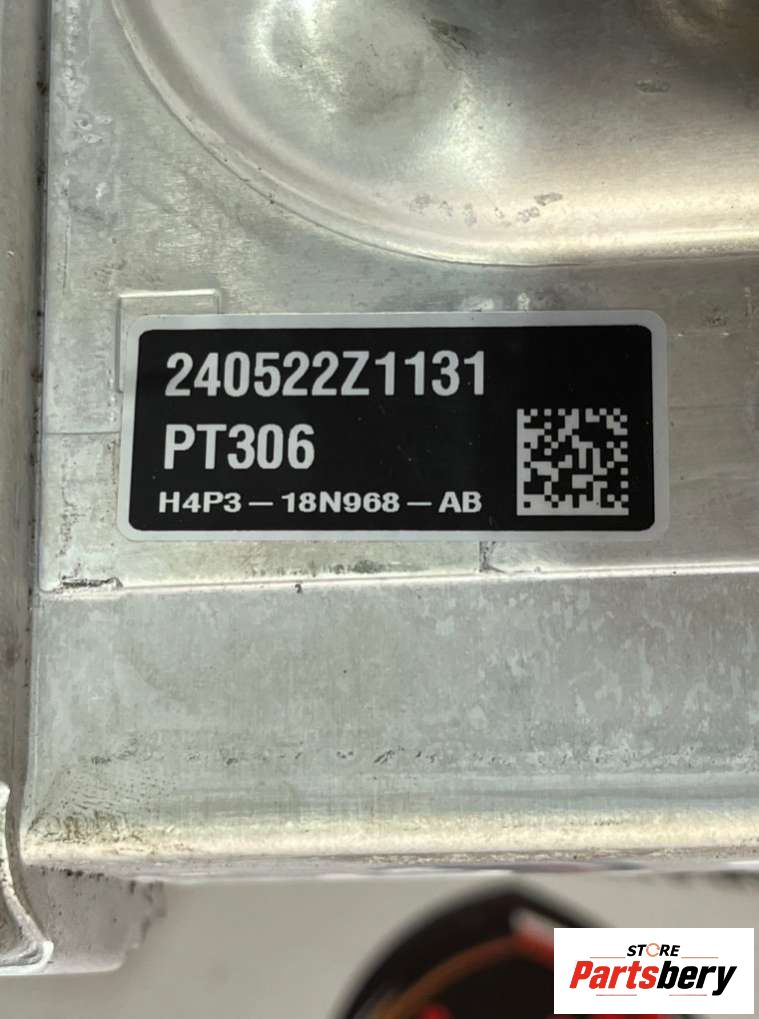 240522Z1131
PT306
H4P3-18N968-AB
STORE
Partsbery